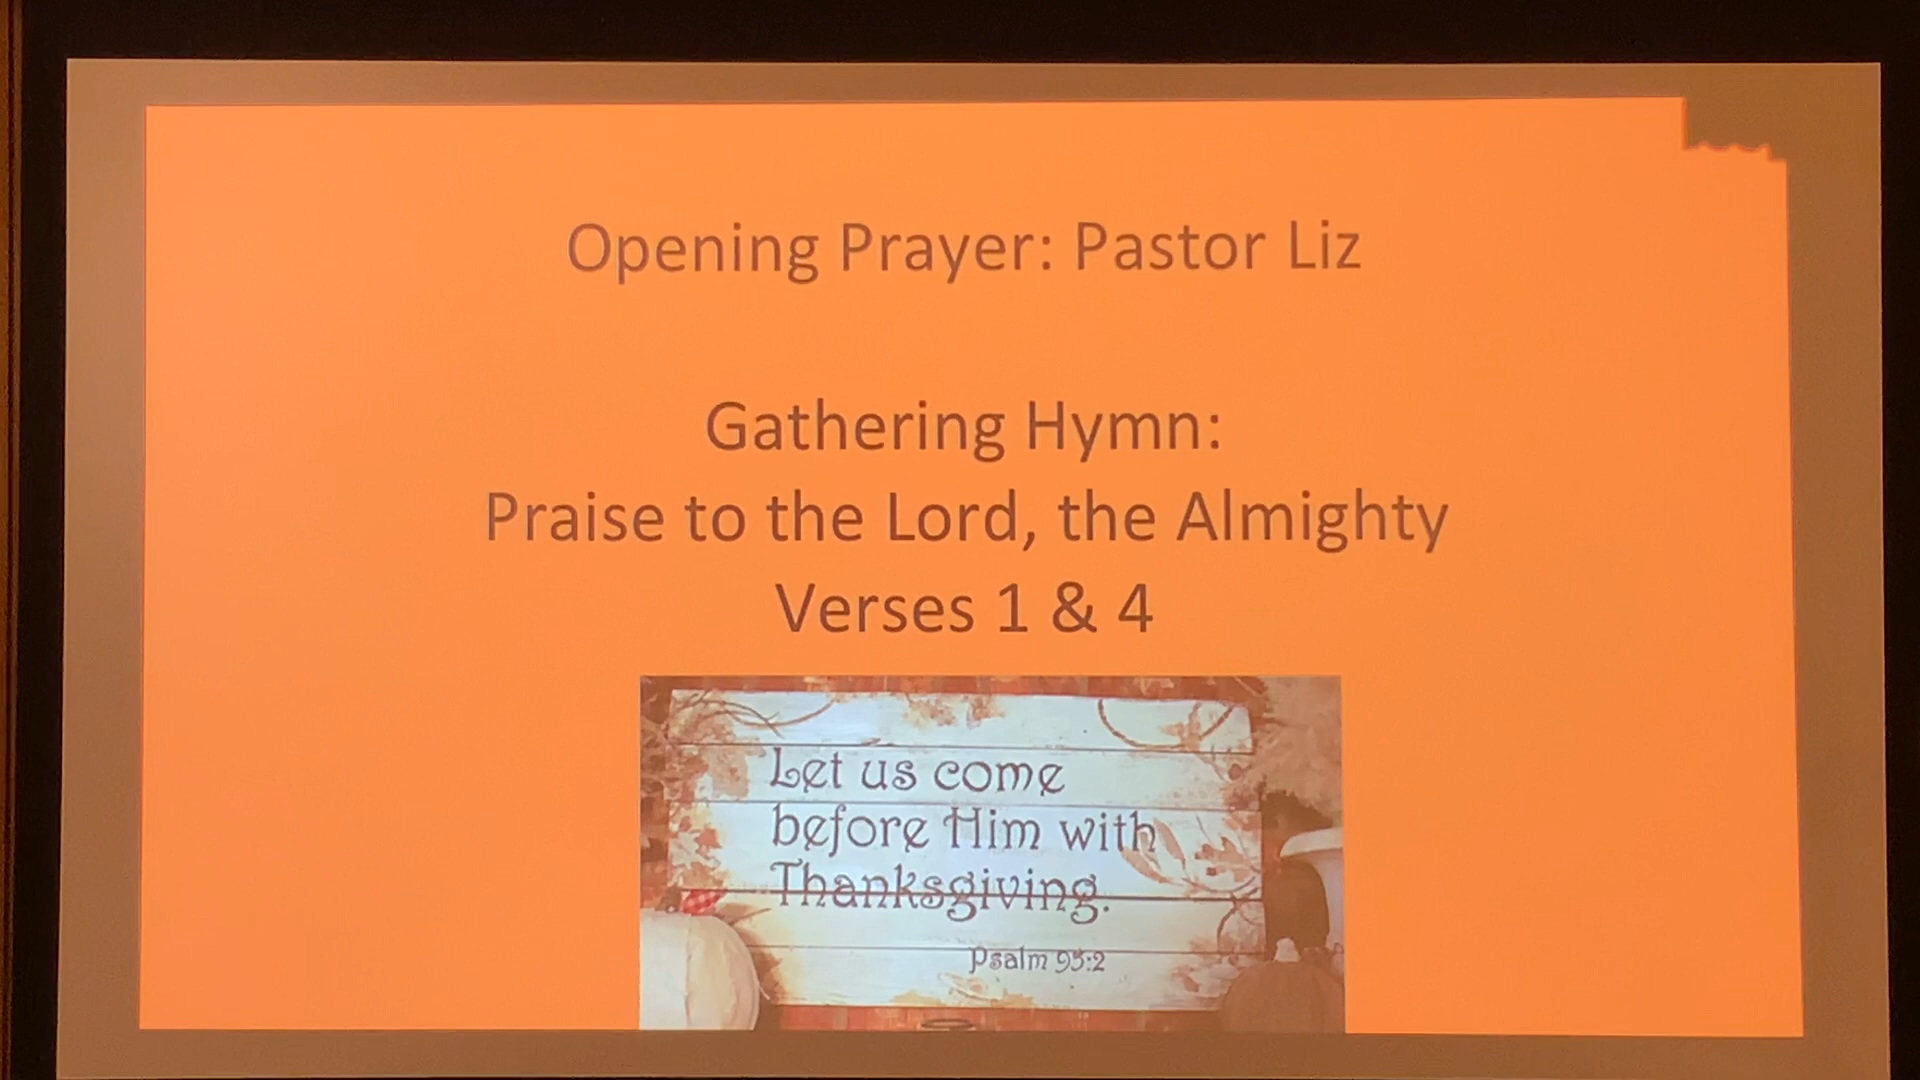 Opening Prayer: Pastor Liz
Gathering Hymn:
Praise to the Lord, the Almighty
Verses 1 & 4
Let us come
before Him with
Thanksgiving.
Psalm 95:2